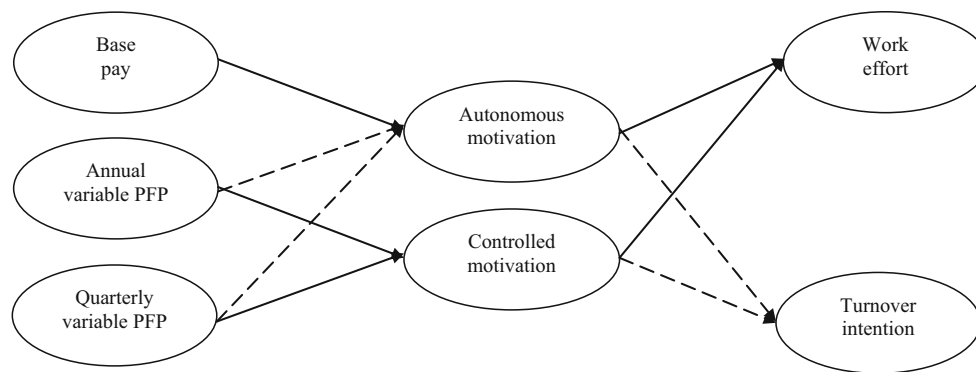 Base
pay
Annual
variable PFP
Quarterly
variable PFP
Autonomous
motivation
Controlled
motivation
Work
effort
Turnover
intention